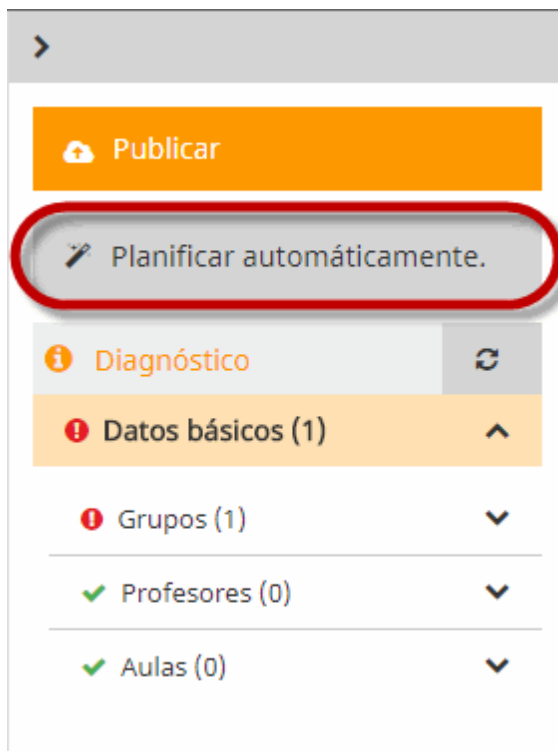 Publicar
Planificar automáticamente.
Diagnóstico
Datos básicos (1)
Grupos (1)
Profesores (0)
Aulas (0)